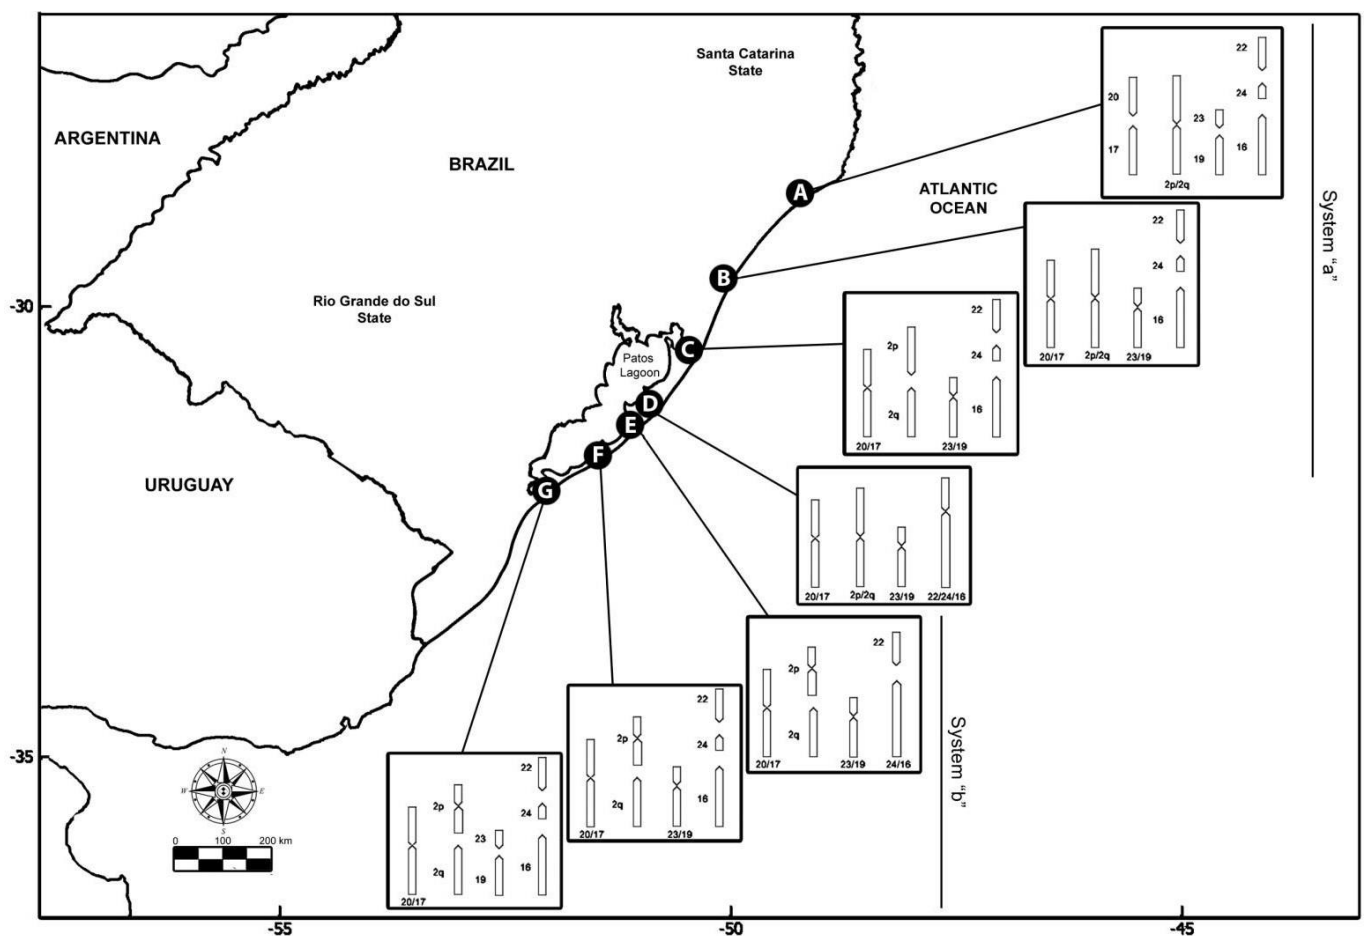 Santa Catarina
State
ARGENTINA
BRAZIL
ATLANTIC
OCEAN
Rio Grande do Sul
State
Patos
Lagoon
URUGUAY
-30
-35
-55
-50
-45
N
W
E
S
0 100 200 km
A
B
C
D
E
F
G
20
17
2p/2q
23
19
22
24
16
20/17
2p/2q
23/19
22
24
16
20/17
2p
2q
23/19
22
24
16
20/17
2p/2q
23/19
22/24/16
20/17
2p
2q
23/19
22
24/16
20/17
2p
2q
23/19
22
24
16
20/17
2p
2q
23
19
22
24
16
System "a"
System "b"